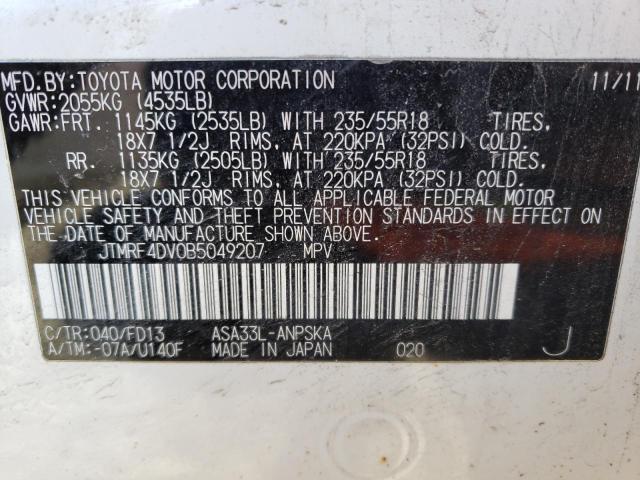 MFD.BY:TOYOTA MOTOR CORPORATION 11/11
GVWR:2055KG (4535LB)
GAWR:FRT. 1145KG (2535LB) WITH 235/55R18 TIRES,
18X7 1/2J RIMS, AT 220KPA (32PSI) COLD.
RR. 1135KG (2505LB) WITH 235/55R18 TIRES,
18X7 1/2J RIMS, AT 220KPA (32PSI) COLD.
THIS VEHICLE CONFORMS TO ALL APPLICABLE FEDERAL MOTOR
VEHICLE SAFETY AND THEFT PREVENTION STANDARDS IN EFFECT ON
THE DATE OF MANUFACTURE SHOWN ABOVE.
JTMRF4DV0B5049207 MPV
C/TR:040/FD13 ASA33L-ANPSKA
A/TM:-07A/U140F MADE IN JAPAN 020 J